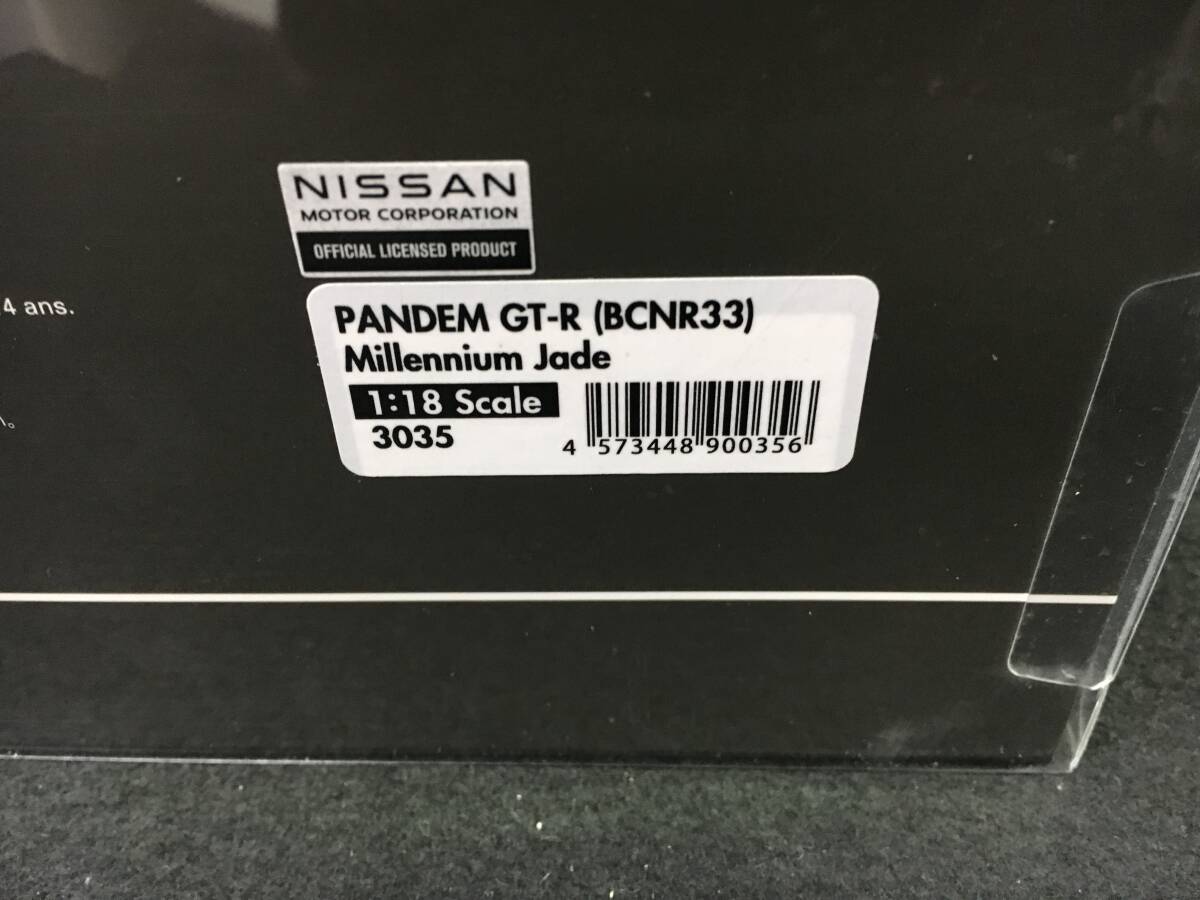 NISSAN
MOTOR CORPORATION
OFFICIAL LICENSED PRODUCT
4 ans.
PANDEM GT-R (BCNR33)
Millennium Jade
1:18 Scale
3035
4 573448 900356